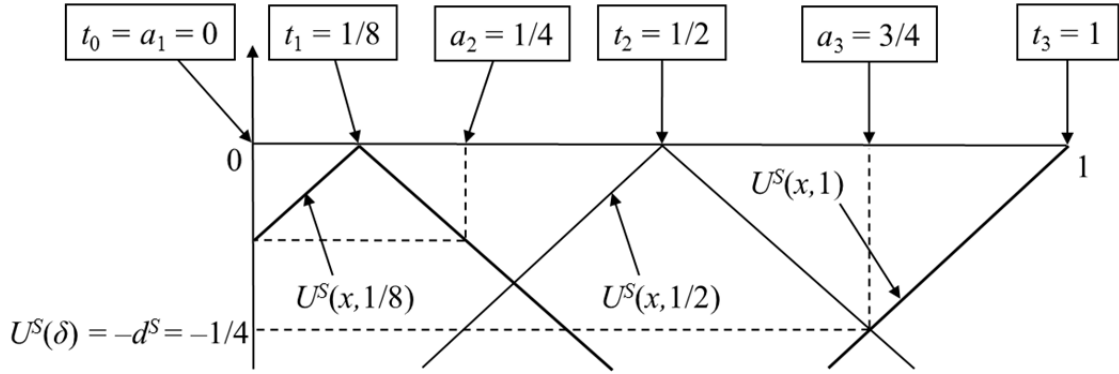 t₀ = a₁ = 0
t₁ = 1/8
a₂ = 1/4
t₂ = 1/2
a₃ = 3/4
t₃ = 1
0
1
Uˢ(x,1)
Uˢ(x,1/8)
Uˢ(x,1/2)
Uˢ(δ) = –dˢ = –1/4